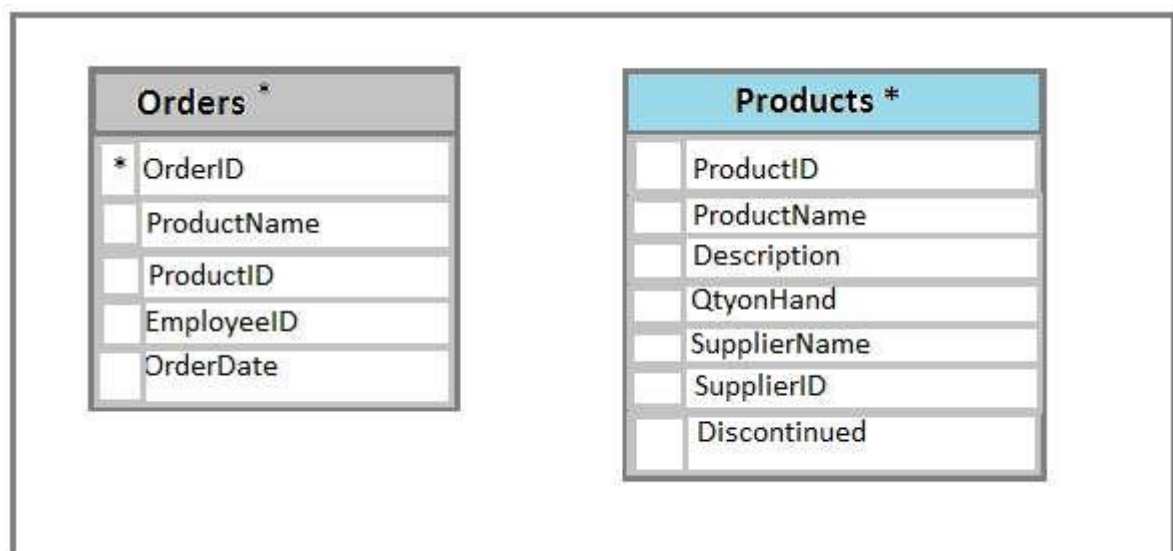 Orders *
* OrderID
ProductName
ProductID
EmployeeID
OrderDate
Products *
ProductID
ProductName
Description
QtyonHand
SupplierName
SupplierID
Discontinued